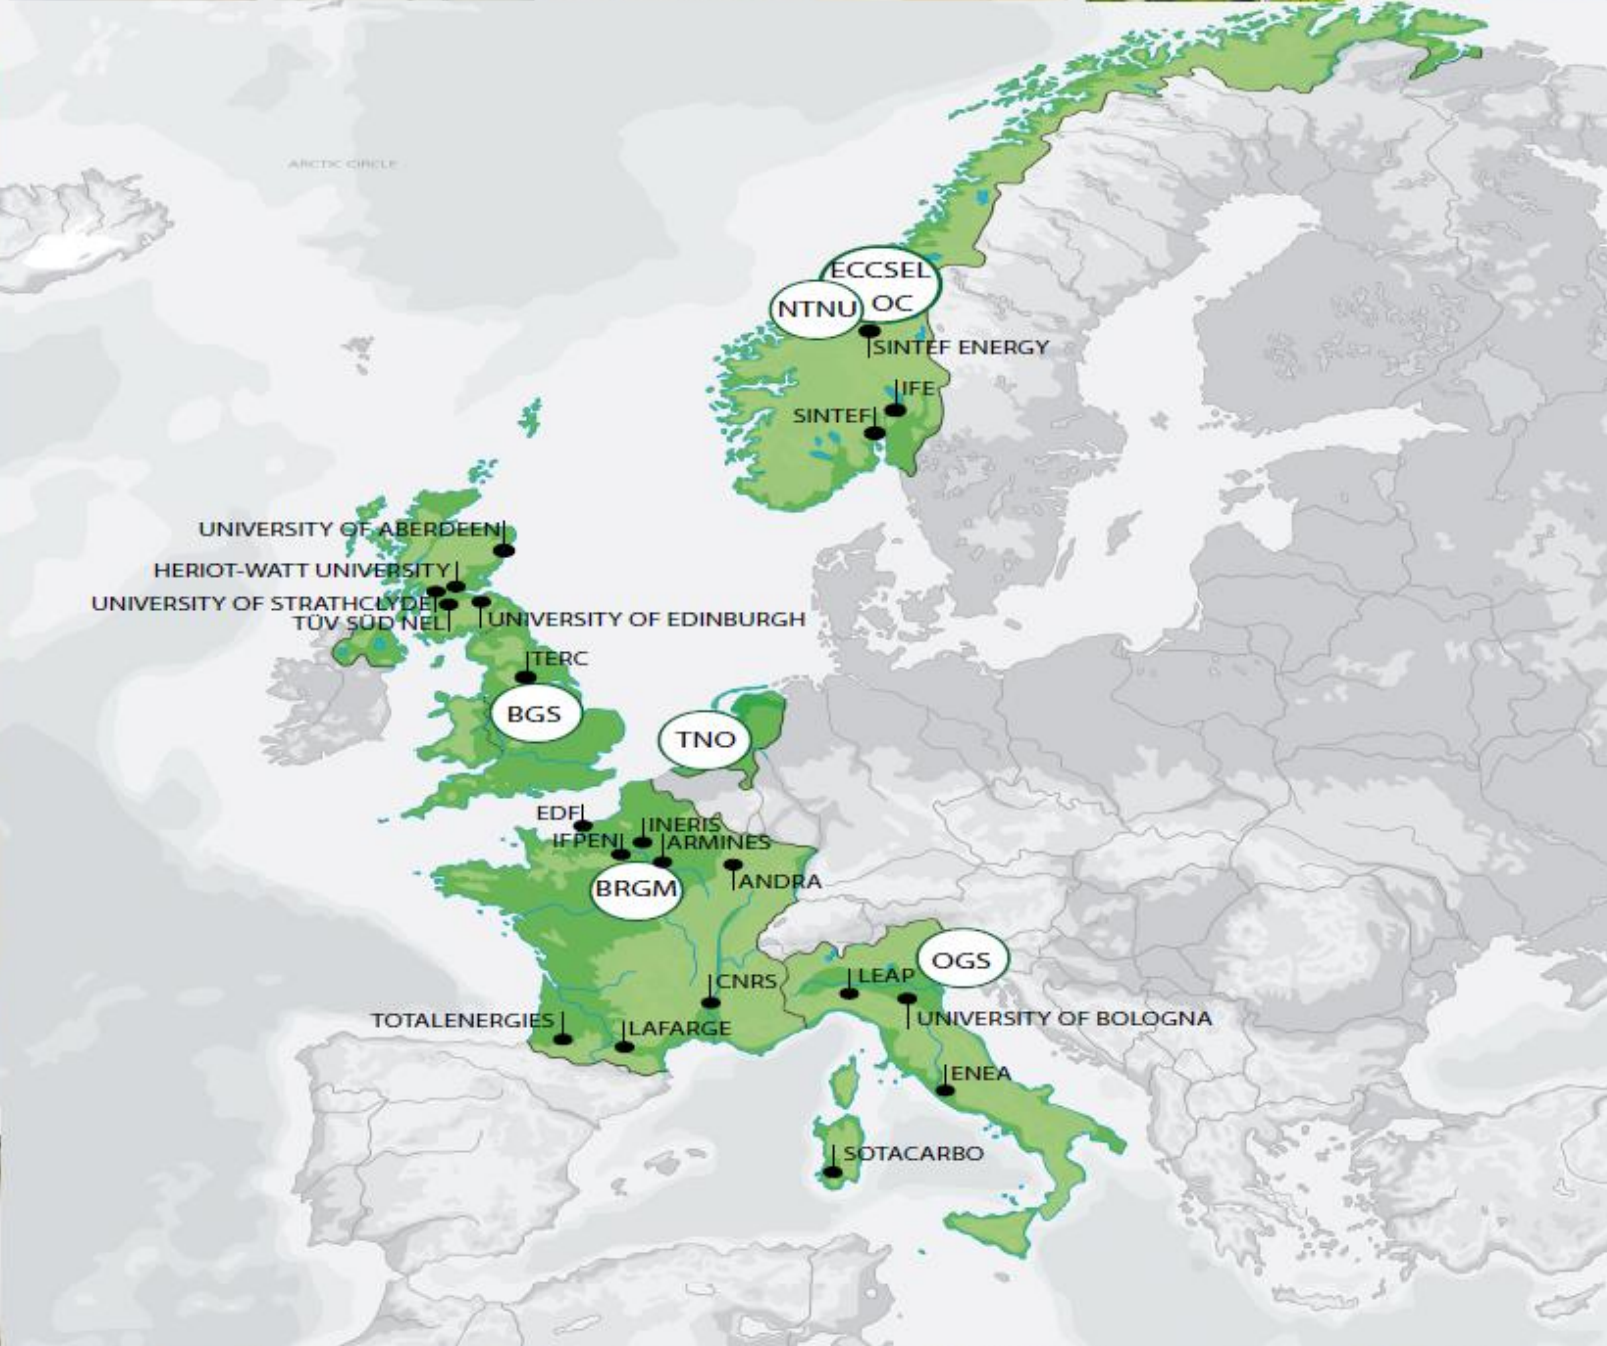 ARCTIC CIRCLE
ECCSEL
OC
NTNU
SINTEF ENERGY
IFE
SINTEF
UNIVERSITY OF ABERDEEN
HERIOT-WATT UNIVERSITY
UNIVERSITY OF STRATHCLYDE
TÜV SÜD NEL
UNIVERSITY OF EDINBURGH
TERC
BGS
TNO
EDF
INERIS
IFPEN
ARMINES
ANDRA
BRGM
OGS
LEAP
CNRS
UNIVERSITY OF BOLOGNA
TOTALENERGIES
LAFARGE
ENEA
SOTACARBO